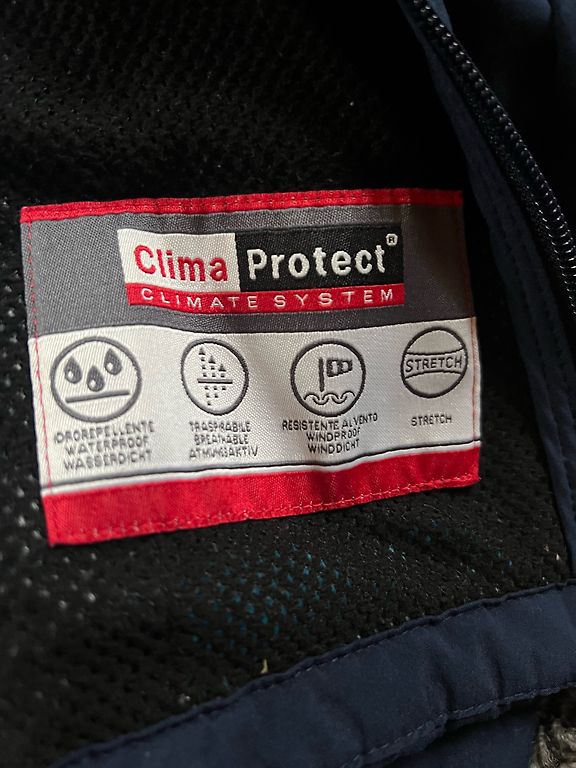 Clima Protect®
CLIMATE SYSTEM
STRETCH
IDROREPELLENTE
WATERPROOF
WASSERDICHT
TRASPIRABILE
BREATHABLE
ATMUNGSAKTIV
RESISTENTE AL VENTO
WINDPROOF
WINDDICHT
STRETCH